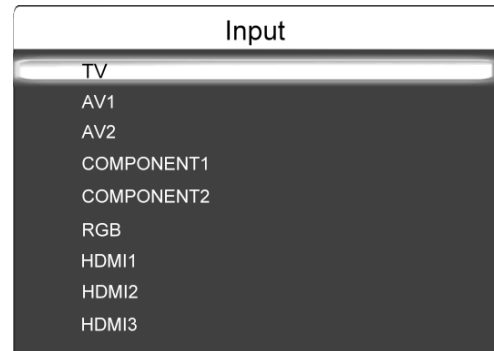 Input
TV
AV1
AV2
COMPONENT1
COMPONENT2
RGB
HDMI1
HDMI2
HDMI3